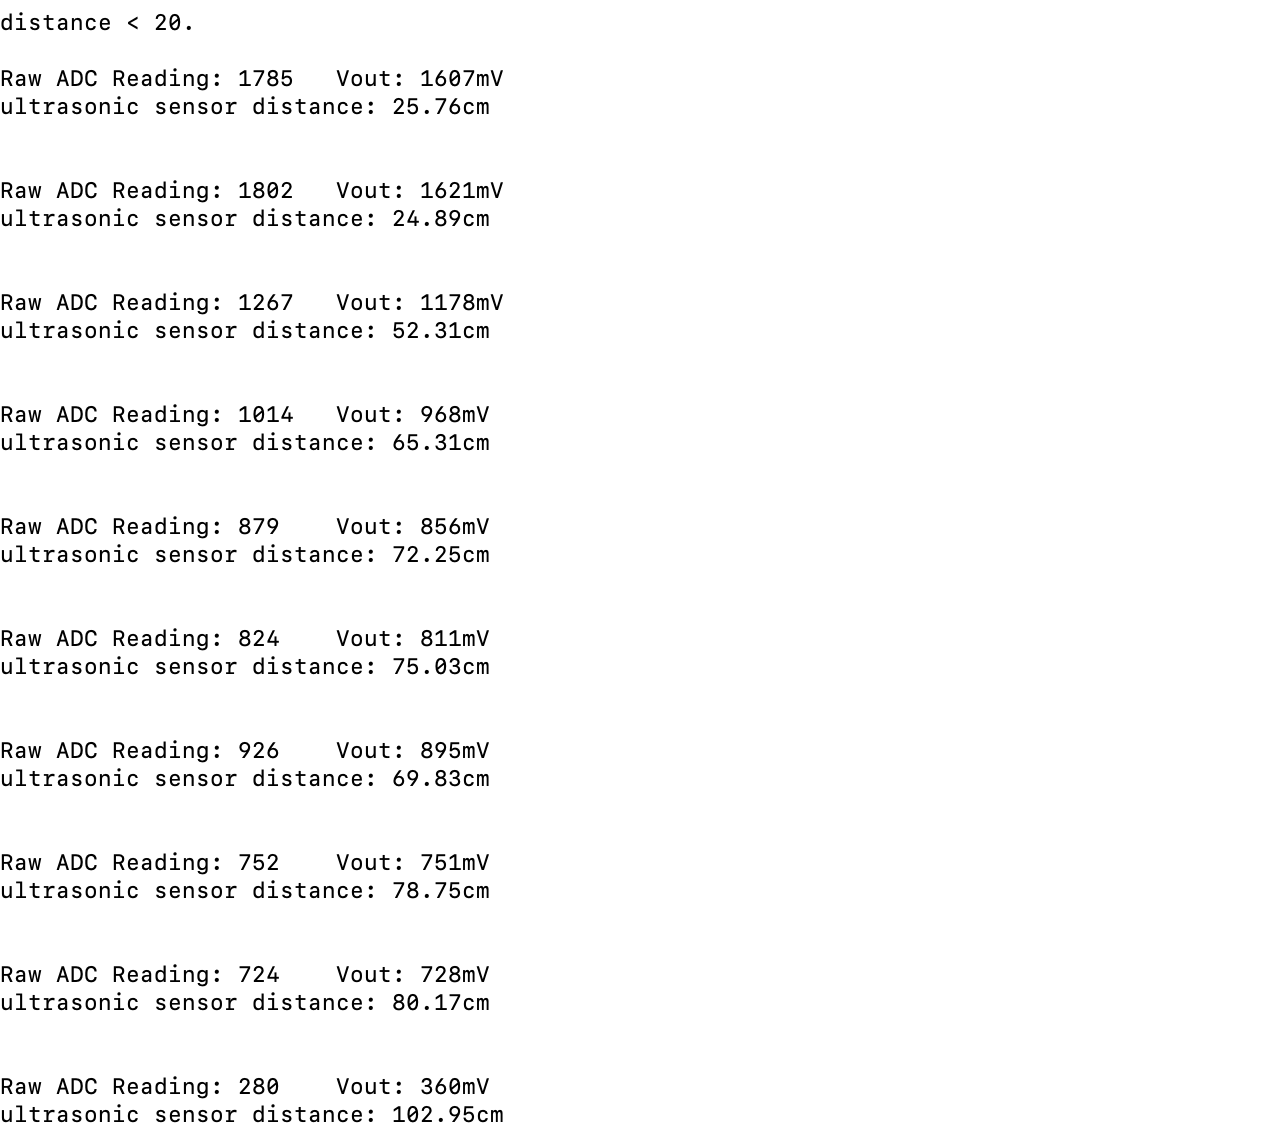 distance < 20.
Raw ADC Reading: 1785   Vout: 1607mV
ultrasonic sensor distance: 25.76cm
Raw ADC Reading: 1802   Vout: 1621mV
ultrasonic sensor distance: 24.89cm
Raw ADC Reading: 1267   Vout: 1178mV
ultrasonic sensor distance: 52.31cm
Raw ADC Reading: 1014   Vout: 968mV
ultrasonic sensor distance: 65.31cm
Raw ADC Reading: 879    Vout: 856mV
ultrasonic sensor distance: 72.25cm
Raw ADC Reading: 824    Vout: 811mV
ultrasonic sensor distance: 75.03cm
Raw ADC Reading: 926    Vout: 895mV
ultrasonic sensor distance: 69.83cm
Raw ADC Reading: 752    Vout: 751mV
ultrasonic sensor distance: 78.75cm
Raw ADC Reading: 724    Vout: 728mV
ultrasonic sensor distance: 80.17cm
Raw ADC Reading: 280    Vout: 360mV
ultrasonic sensor distance: 102.95cm